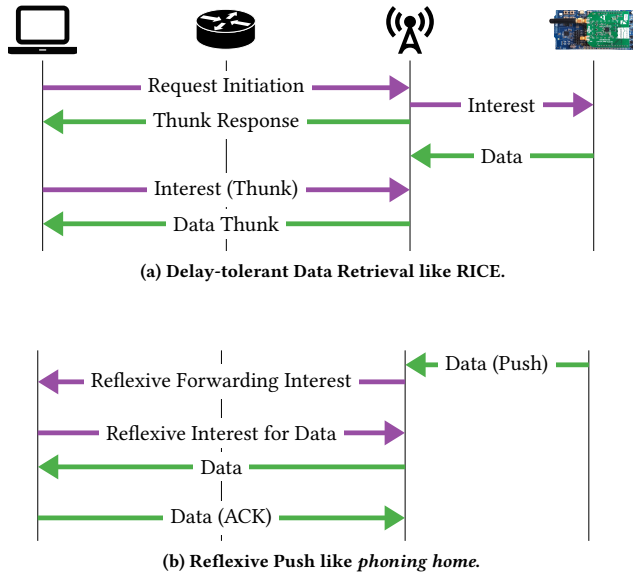 Request Initiation
Interest
Thunk Response
Data
Interest (Thunk)
Data Thunk
(a) Delay-tolerant Data Retrieval like RICE.
Data (Push)
Reflexive Forwarding Interest
Reflexive Interest for Data
Data
Data (ACK)
(b) Reflexive Push like phoning home.